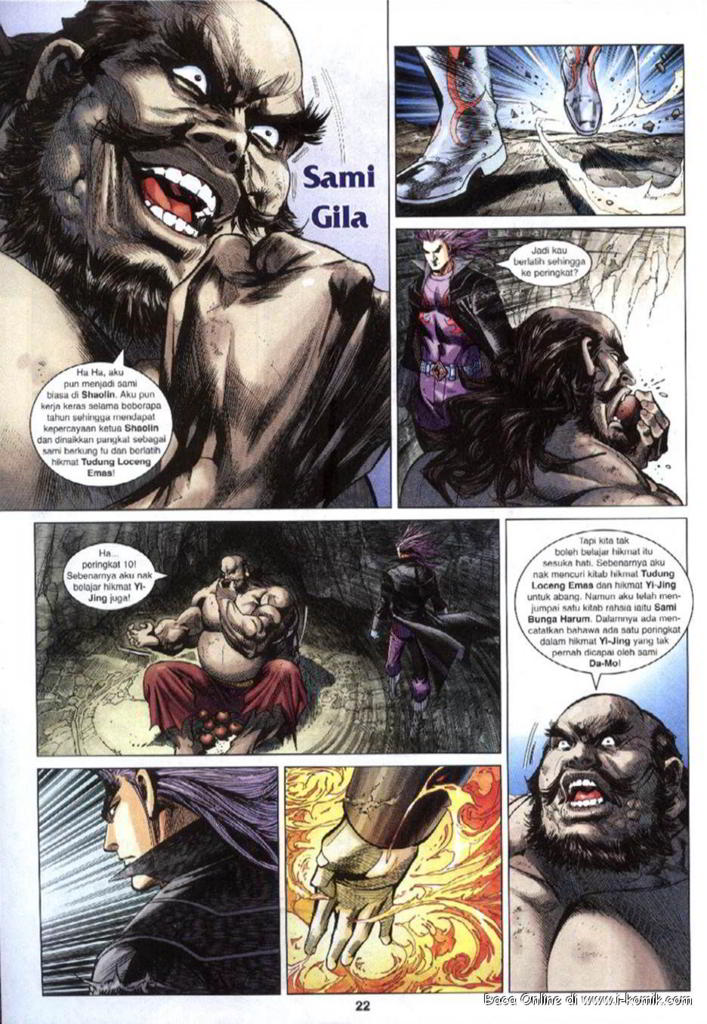 Sami
Gila
Ha Ha, aku
pun menjadi sami
biasa di Shaolin. Aku pun
kerja keras selama beberapa
tahun sehingga mendapat
kepercayaan ketua Shaolin
dan dinaikkan pangkat sebagai
sami berkung fu dan berlatih
hikmat Tudung Loceng
Emas!
Jadi kau
berlatih sehingga
ke peringkat?
Ha...
peringkat 10!
Sebenarnya aku nak
belajar hikmat Yi-
Jing juga!
Tapi kita tak
boleh belajar hikmat itu
sesuka hati. Sebenarnya aku
nak mencuri kitab hikmat Tudung
Loceng Emas dan hikmat Yi-Jing
untuk abang. Namun aku telah men-
jumpai satu kitab rahsia iaitu Sami
Bunga Harum. Dalamnya ada men-
catatkan bahawa ada satu peringkat
dalam hikmat Yi-Jing yang tak
pernah dicapai oleh sami
Da-Mo!
22
Baca Online di www.i-komik.com